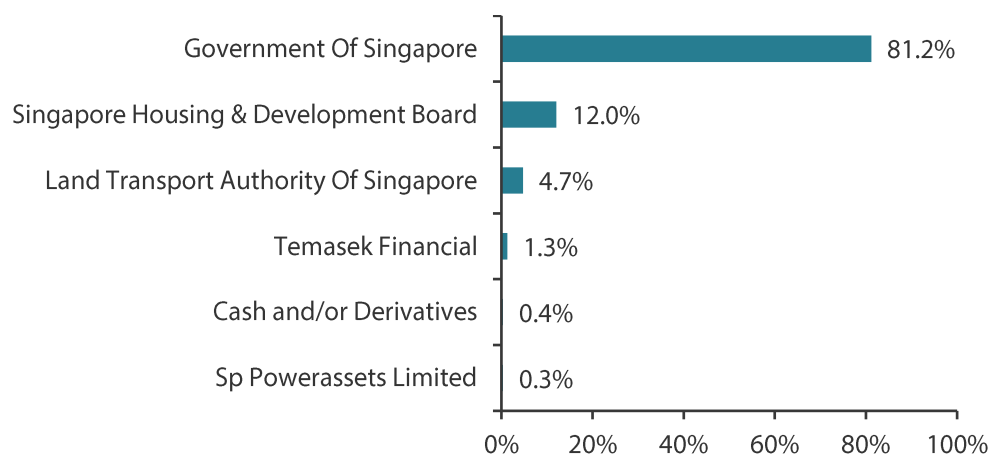 Government Of Singapore 81.2%
Singapore Housing & Development Board 12.0%
Land Transport Authority Of Singapore 4.7%
Temasek Financial 1.3%
Cash and/or Derivatives 0.4%
Sp Powerassets Limited 0.3%
0% 20% 40% 60% 80% 100%